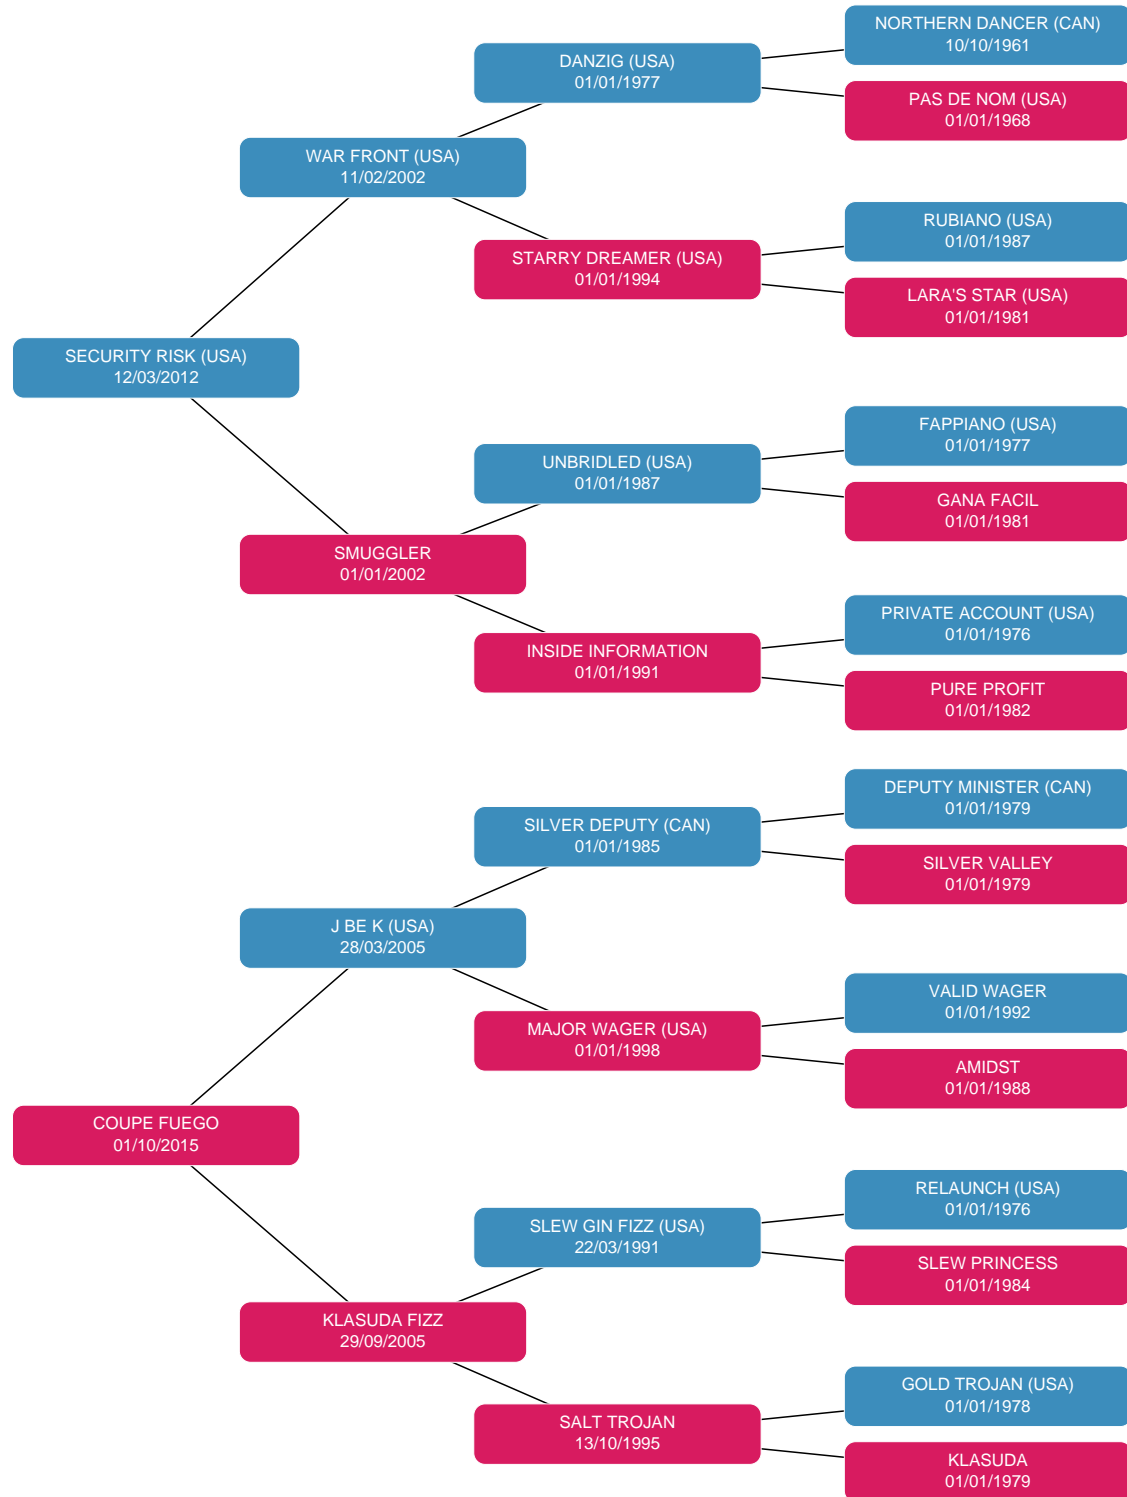 NORTHERN DANCER (CAN)
10/10/1961
DANZIG (USA)
01/01/1977
PAS DE NOM (USA)
01/01/1968
WAR FRONT (USA)
11/02/2002
RUBIANO (USA)
01/01/1987
STARRY DREAMER (USA)
01/01/1994
LARA'S STAR (USA)
01/01/1981
SECURITY RISK (USA)
12/03/2012
FAPPIANO (USA)
01/01/1977
UNBRIDLED (USA)
01/01/1987
GANA FACIL
01/01/1981
SMUGGLER
01/01/2002
PRIVATE ACCOUNT (USA)
01/01/1976
INSIDE INFORMATION
01/01/1991
PURE PROFIT
01/01/1982
DEPUTY MINISTER (CAN)
01/01/1979
SILVER DEPUTY (CAN)
01/01/1985
SILVER VALLEY
01/01/1979
J BE K (USA)
28/03/2005
VALID WAGER
01/01/1992
MAJOR WAGER (USA)
01/01/1998
AMIDST
01/01/1988
COUPE FUEGO
01/10/2015
RELAUNCH (USA)
01/01/1976
SLEW GIN FIZZ (USA)
22/03/1991
SLEW PRINCESS
01/01/1984
KLASUDA FIZZ
29/09/2005
GOLD TROJAN (USA)
01/01/1978
SALT TROJAN
13/10/1995
KLASUDA
01/01/1979